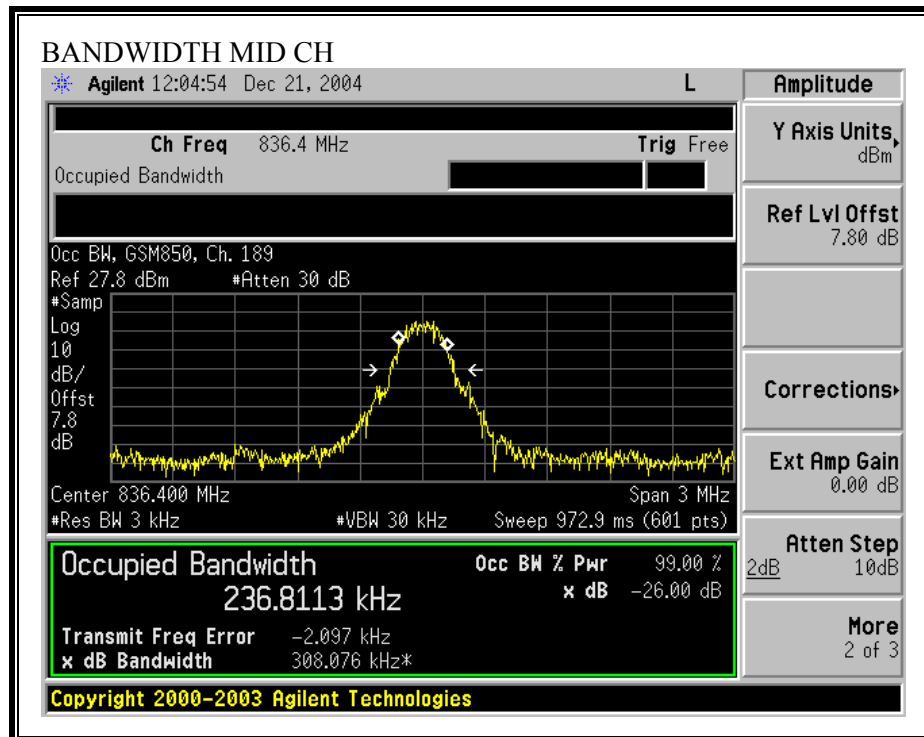 BANDWIDTH MID CH
Agilent 12:04:54 Dec 21, 2004 L
Ch Freq 836.4 MHz Trig Free
Occupied Bandwidth
Occ BW, GSM850, Ch. 189
Ref 27.8 dBm #Atten 30 dB
#Samp
Log
10
dB/
Offst
7.8
dB
Center 836.400 MHz Span 3 MHz
#Res BW 3 kHz #VBW 30 kHz Sweep 972.9 ms (601 pts)
Occupied Bandwidth Occ BW % Pwr 99.00 %
236.8113 kHz x dB -26.00 dB
Transmit Freq Error -2.097 kHz
x dB Bandwidth 308.076 kHz*
Copyright 2000-2003 Agilent Technologies
Amplitude
Y Axis Units
dBm
Ref Lvl Offst
7.80 dB
Corrections
Ext Amp Gain
0.00 dB
Atten Step
2dB 10dB
More
2 of 3